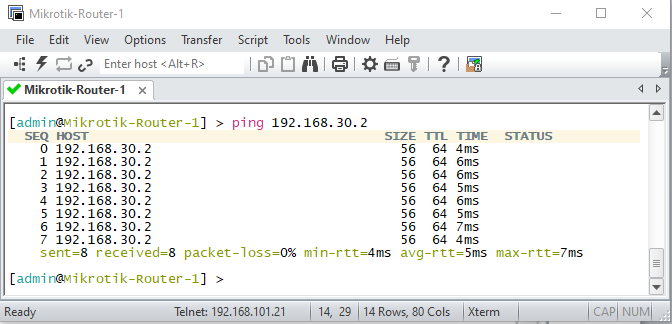 Mikrotik-Router-1
File Edit View Options Transfer Script Tools Window Help
Enter host <Alt+R>
Mikrotik-Router-1
[admin@Mikrotik-Router-1] > ping 192.168.30.2
SEQ HOST SIZE TTL TIME STATUS
0 192.168.30.2 56 64 4ms
1 192.168.30.2 56 64 6ms
2 192.168.30.2 56 64 6ms
3 192.168.30.2 56 64 5ms
4 192.168.30.2 56 64 6ms
5 192.168.30.2 56 64 5ms
6 192.168.30.2 56 64 7ms
7 192.168.30.2 56 64 4ms
sent=8 received=8 packet-loss=0% min-rtt=4ms avg-rtt=5ms max-rtt=7ms
[admin@Mikrotik-Router-1] >
Ready Telnet: 192.168.101.21 14, 29 14 Rows, 80 Cols Xterm CAP NUM